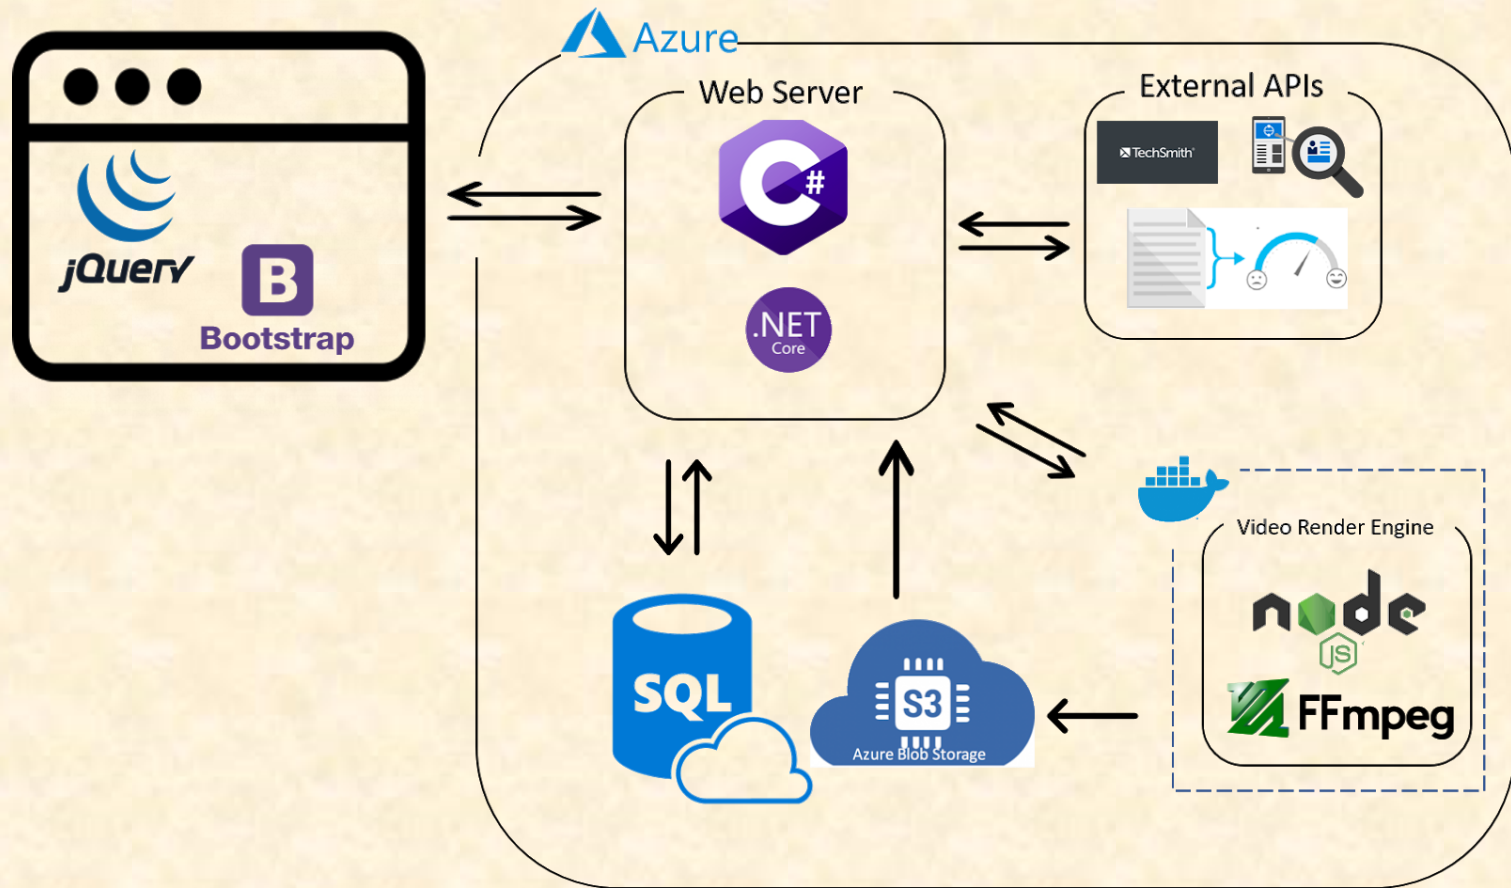 Azure
Web Server
External APIs
C#
TechSmith
jQuery
B
Bootstrap
.NET
Core
Video Render Engine
node
JS
SQL
S3
FFmpeg
Azure Blob Storage